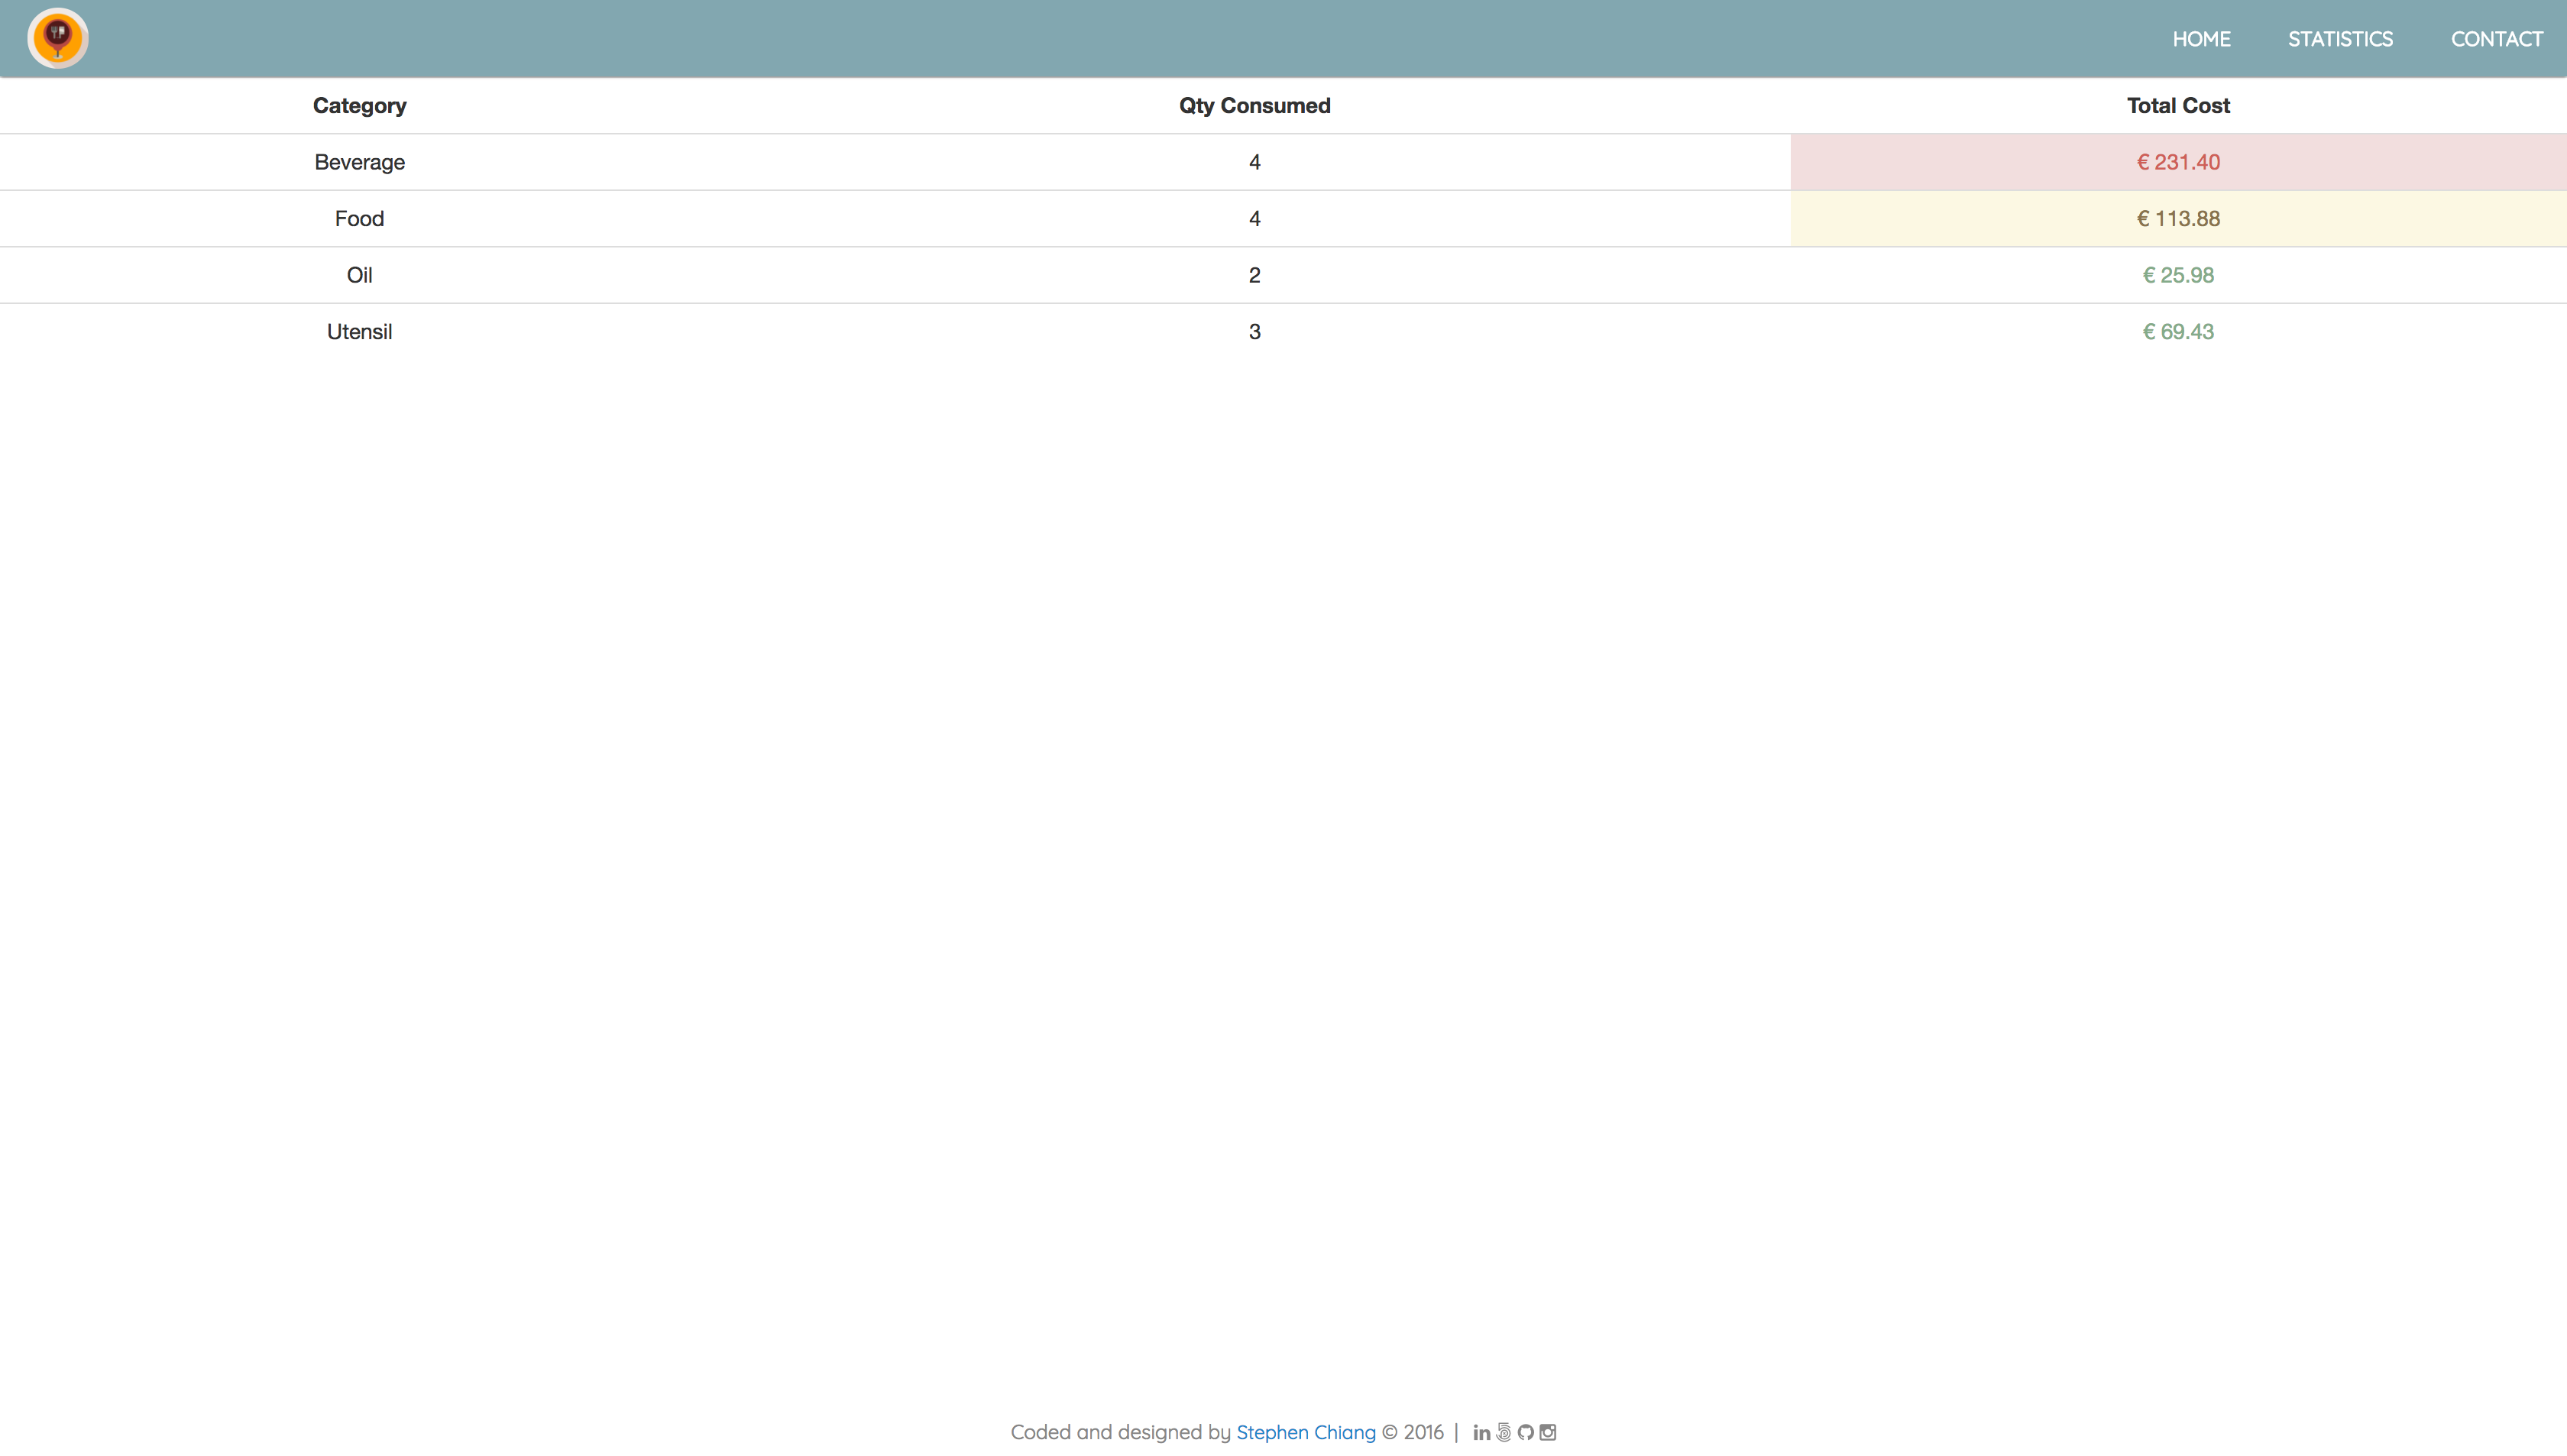 HOME STATISTICS CONTACT
Category Qty Consumed Total Cost
Beverage 4 € 231.40
Food 4 € 113.88
Oil 2 € 25.98
Utensil 3 € 69.43
Coded and designed by Stephen Chiang © 2016 |